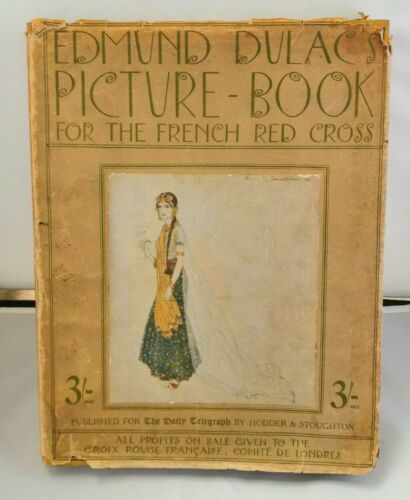 EDMUND DULAC'S
PICTURE-BOOK
FOR THE FRENCH RED CROSS
3/- NET. 3/- NET.
PUBLISHED FOR The Daily Telegraph BY HODDER & STOUGHTON
ALL PROFITS ON SALE GIVEN TO THE
CROIX ROUGE FRANÇAISE, COMITÉ DE LONDRES